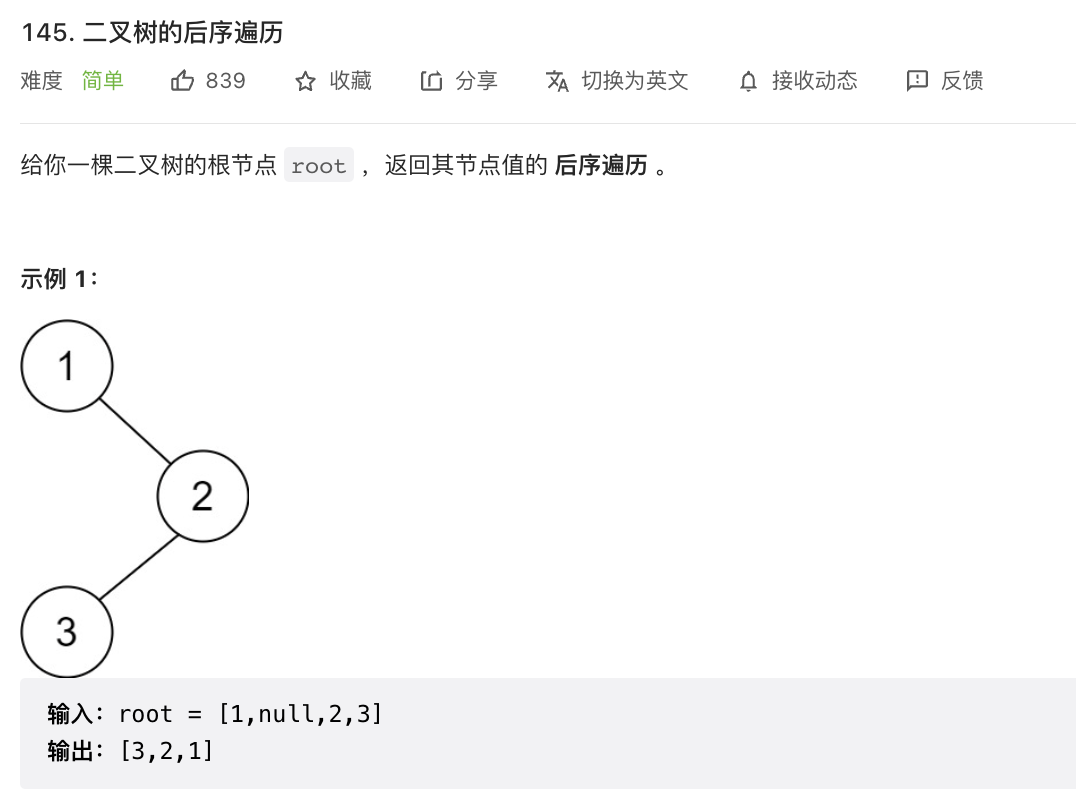 145. 二叉树的后序遍历
难度 简单 839 收藏 分享 切换为英文 接收动态 反馈
给你一棵二叉树的根节点 root ，返回其节点值的 后序遍历 。
示例 1：
1
2
3
输入：root = [1,null,2,3]
输出：[3,2,1]